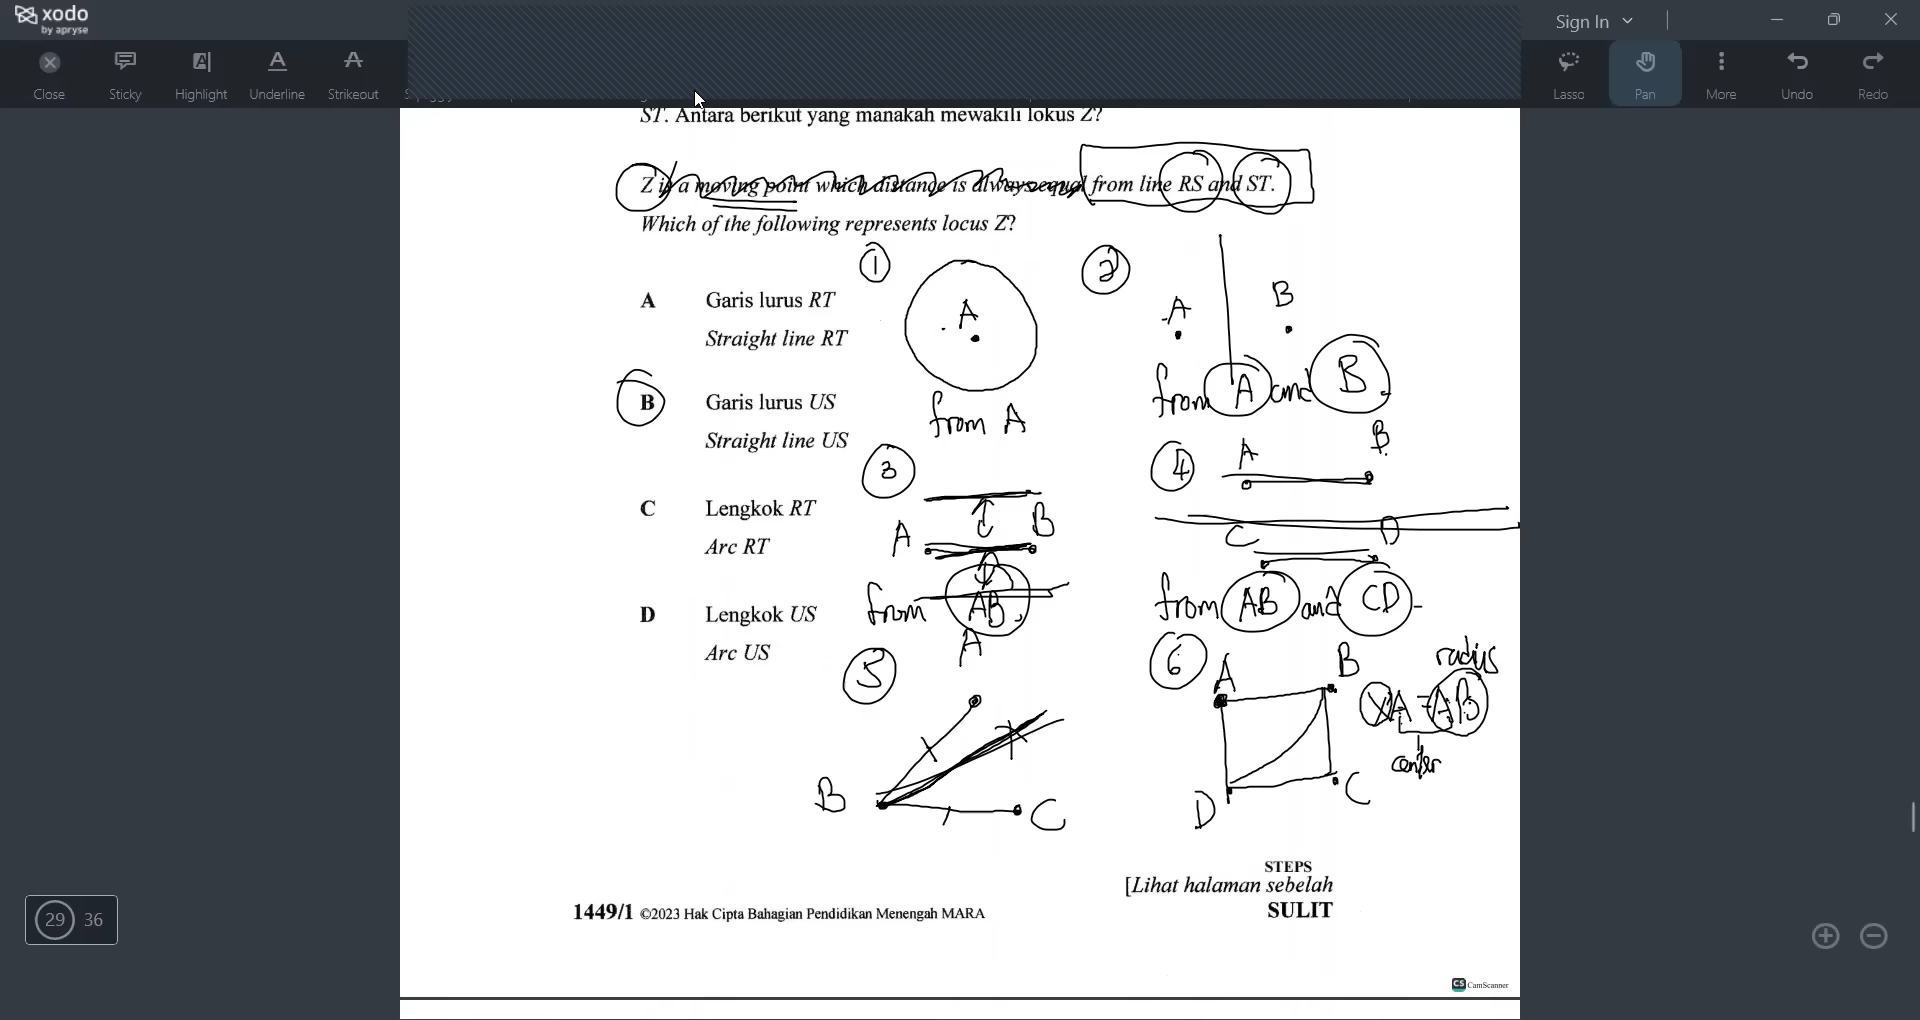 xodo
by apryse
Sign In
Close
Sticky
Highlight
Underline
Strikeout
Lasso
Pan
More
Undo
Redo
ST. Antara berikut yang manakah mewakili lokus Z?
Z is a moving point which distance is always equal from line RS and ST.
Which of the following represents locus Z?
A Garis lurus RT
Straight line RT
B Garis lurus US
Straight line US
C Lengkok RT
Arc RT
D Lengkok US
Arc US
1
A
from A
2
A B
from A and B
3
A B
from AB
4
A B
C D
from AB and CD
5
A
B C
6
A B
D C
radius
XA = AB
center
STEPS
[Lihat halaman sebelah
1449/1 ©2023 Hak Cipta Bahagian Pendidikan Menengah MARA
SULIT
29 36
CS CamScanner